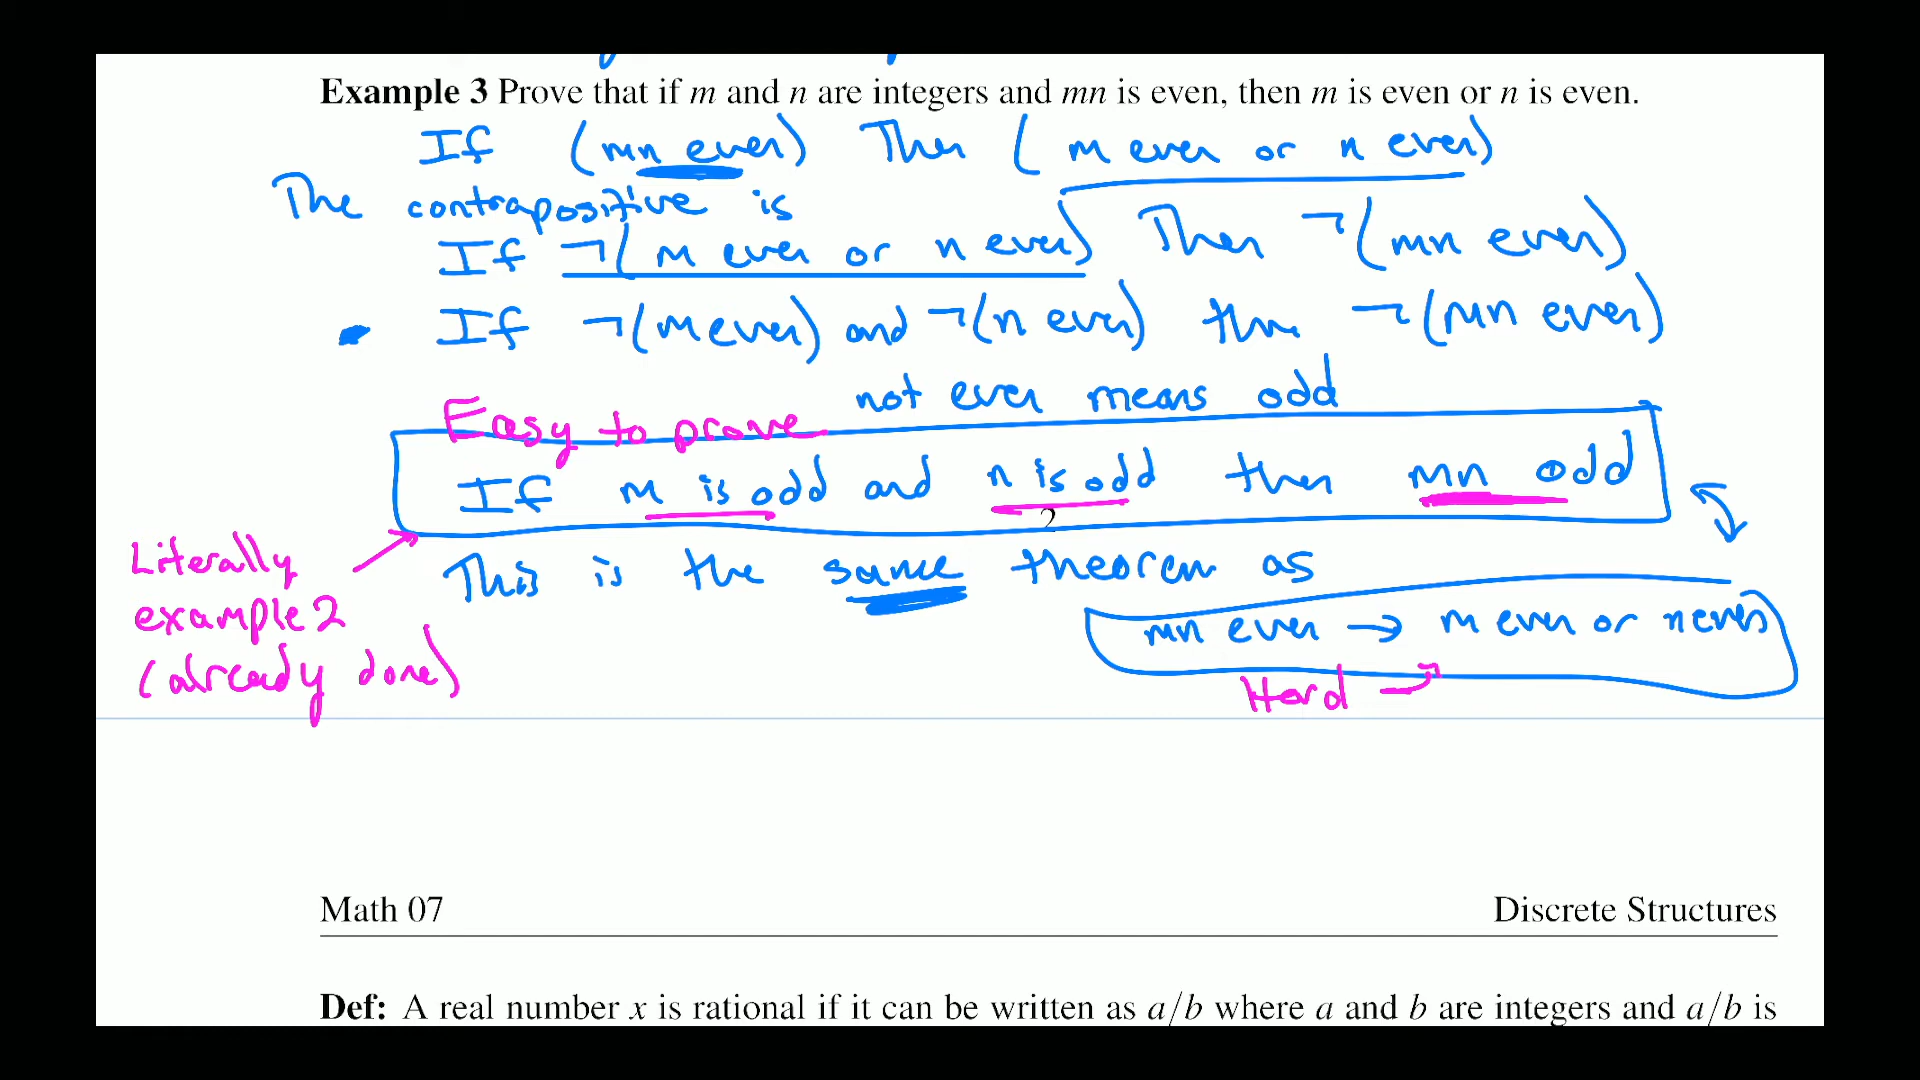 Example 3 Prove that if m and n are integers and mn is even, then m is even or n is even.
If (mn even) Then (m even or n even)
The contrapositive is
If ¬(m even or n even) Then ¬(mn even)
If ¬(m even) and ¬(n even) then ¬(mn even)
not even means odd
Easy to prove
If m is odd and n is odd then mn odd
2
Literally
example 2
(already done)
This is the same theorem as
mn even → m even or n even
Hard →
Math 07 Discrete Structures
Def: A real number x is rational if it can be written as a/b where a and b are integers and a/b is